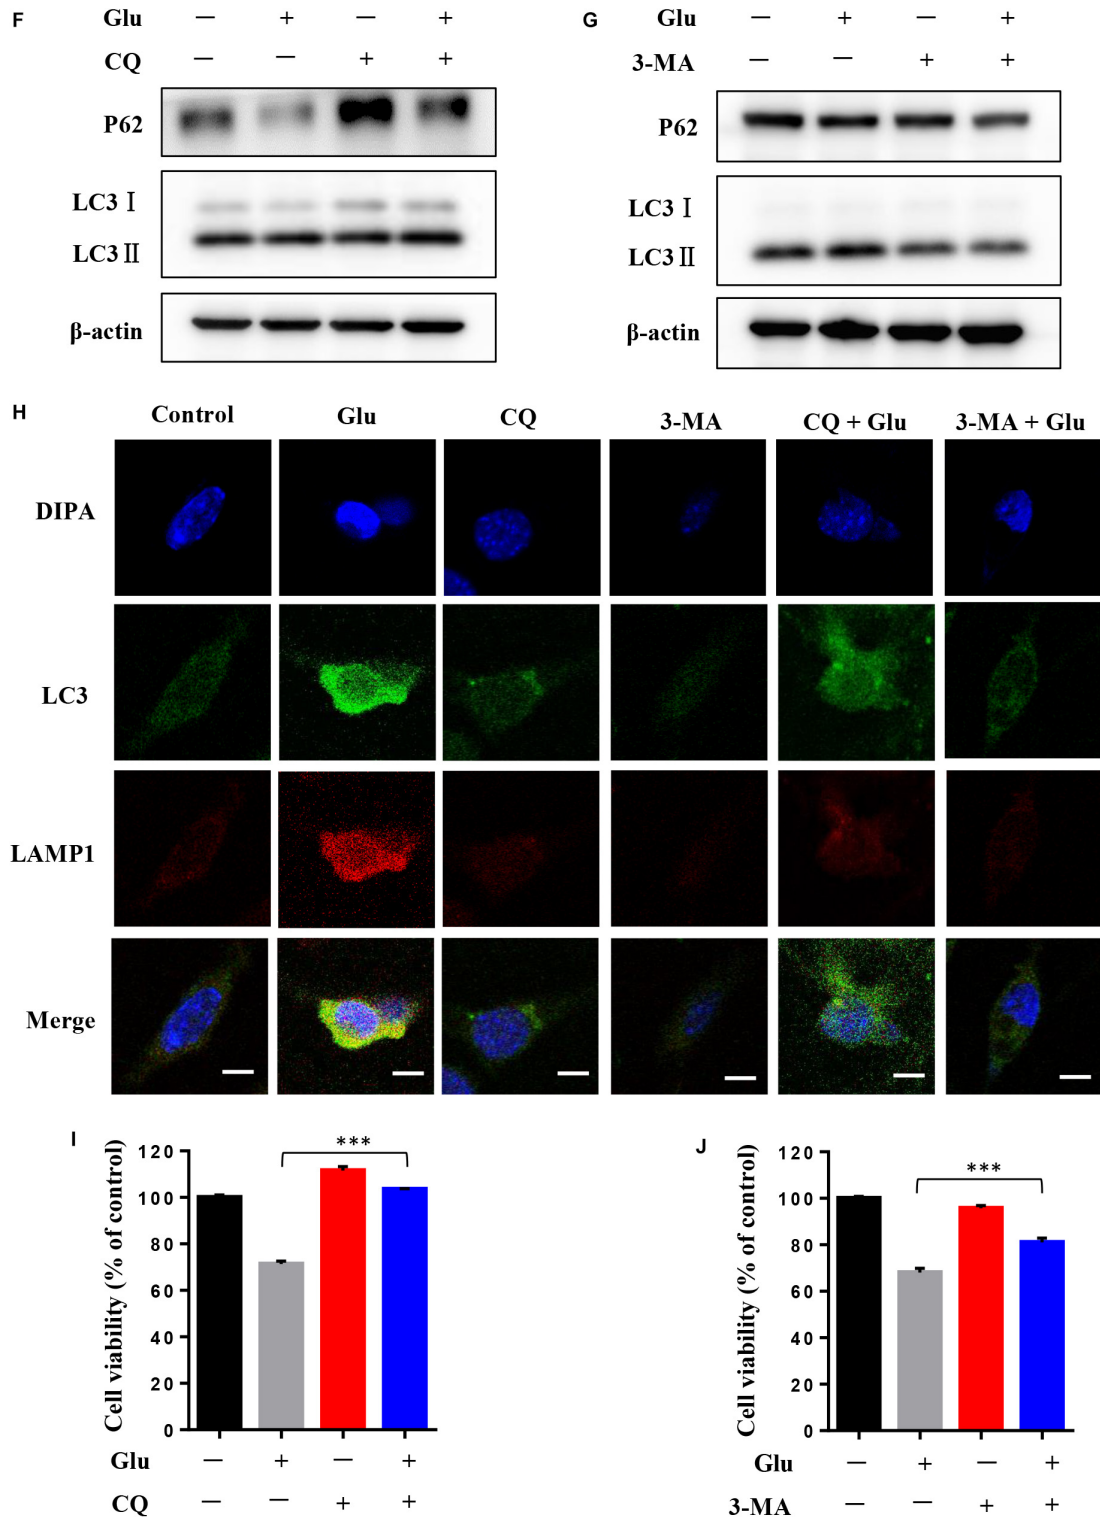 F
Glu — + — +
CQ — — + +
P62
LC3 Ⅰ
LC3 Ⅱ
β-actin
G
Glu — + — +
3-MA — — + +
P62
LC3 Ⅰ
LC3 Ⅱ
β-actin
H
Control Glu CQ 3-MA CQ + Glu 3-MA + Glu
DIPA
LC3
LAMP1
Merge
I
***
Cell viability (% of control)
120
100
80
60
40
20
0
Glu — + — +
CQ — — + +
J
***
Cell viability (% of control)
120
100
80
60
40
20
0
Glu — + — +
3-MA — — + +